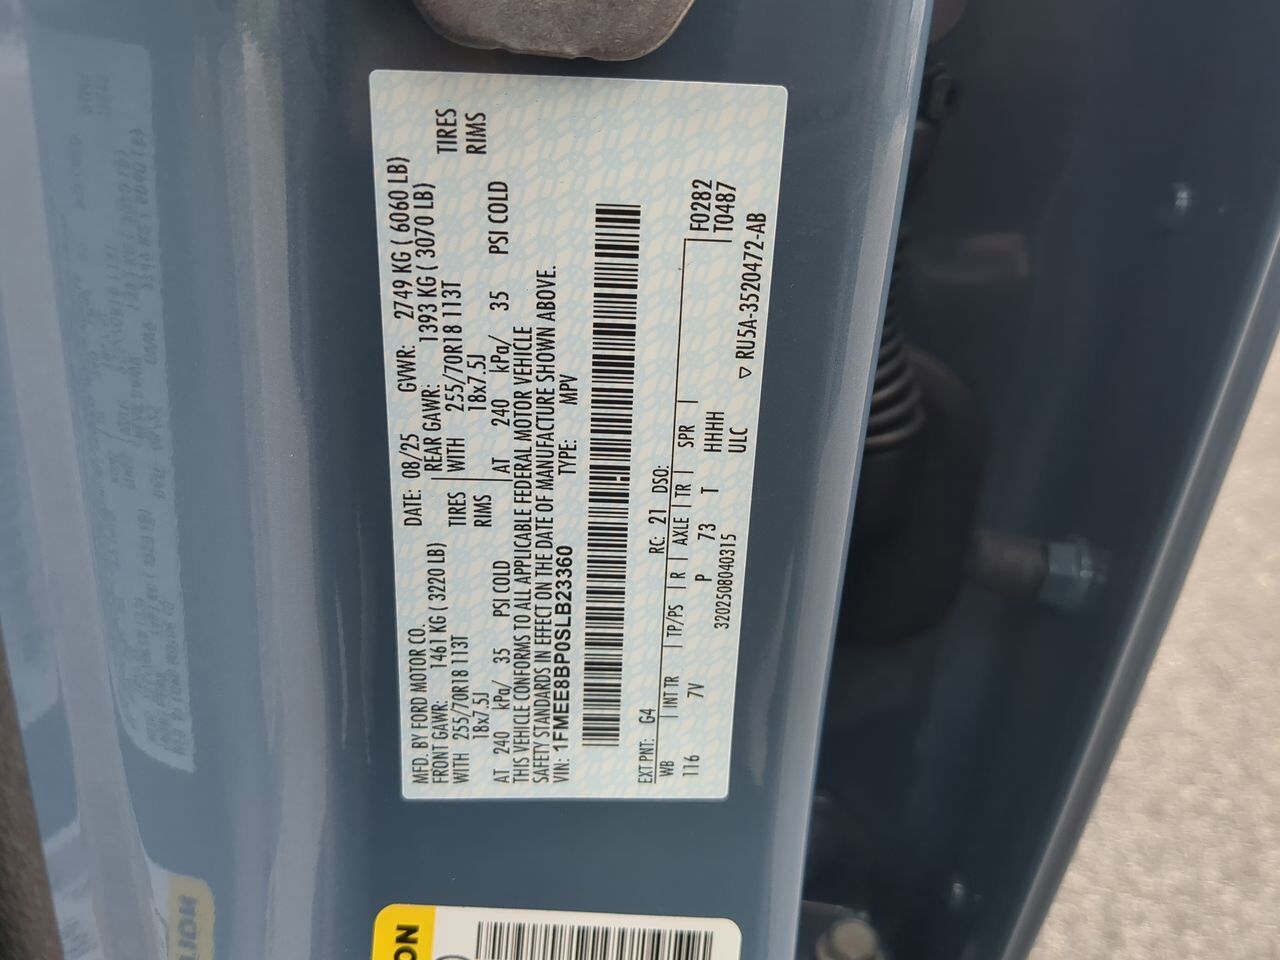 MFD. BY FORD MOTOR CO. DATE: 08/25 GVWR: 2749 KG ( 6060 LB)
FRONT GAWR: 1461 KG ( 3220 LB) REAR GAWR: 1393 KG ( 3070 LB)
WITH 255/70R18 113T TIRES WITH 255/70R18 113T TIRES
18x7.5J RIMS 18x7.5J RIMS
AT 240 kPa/ 35 PSI COLD AT 240 kPa/ 35 PSI COLD
THIS VEHICLE CONFORMS TO ALL APPLICABLE FEDERAL MOTOR VEHICLE
SAFETY STANDARDS IN EFFECT ON THE DATE OF MANUFACTURE SHOWN ABOVE.
VIN: 1FMEE8BP0SLB23360 TYPE: MPV
EXT PNT: G4 RC: 21 DSO: F0282
WB INT TR TP/PS R AXLE TR SPR T0487
116 7V P 73 T HHHH
3202508040315 ULC ▽ RU5A-3520472-AB
ON